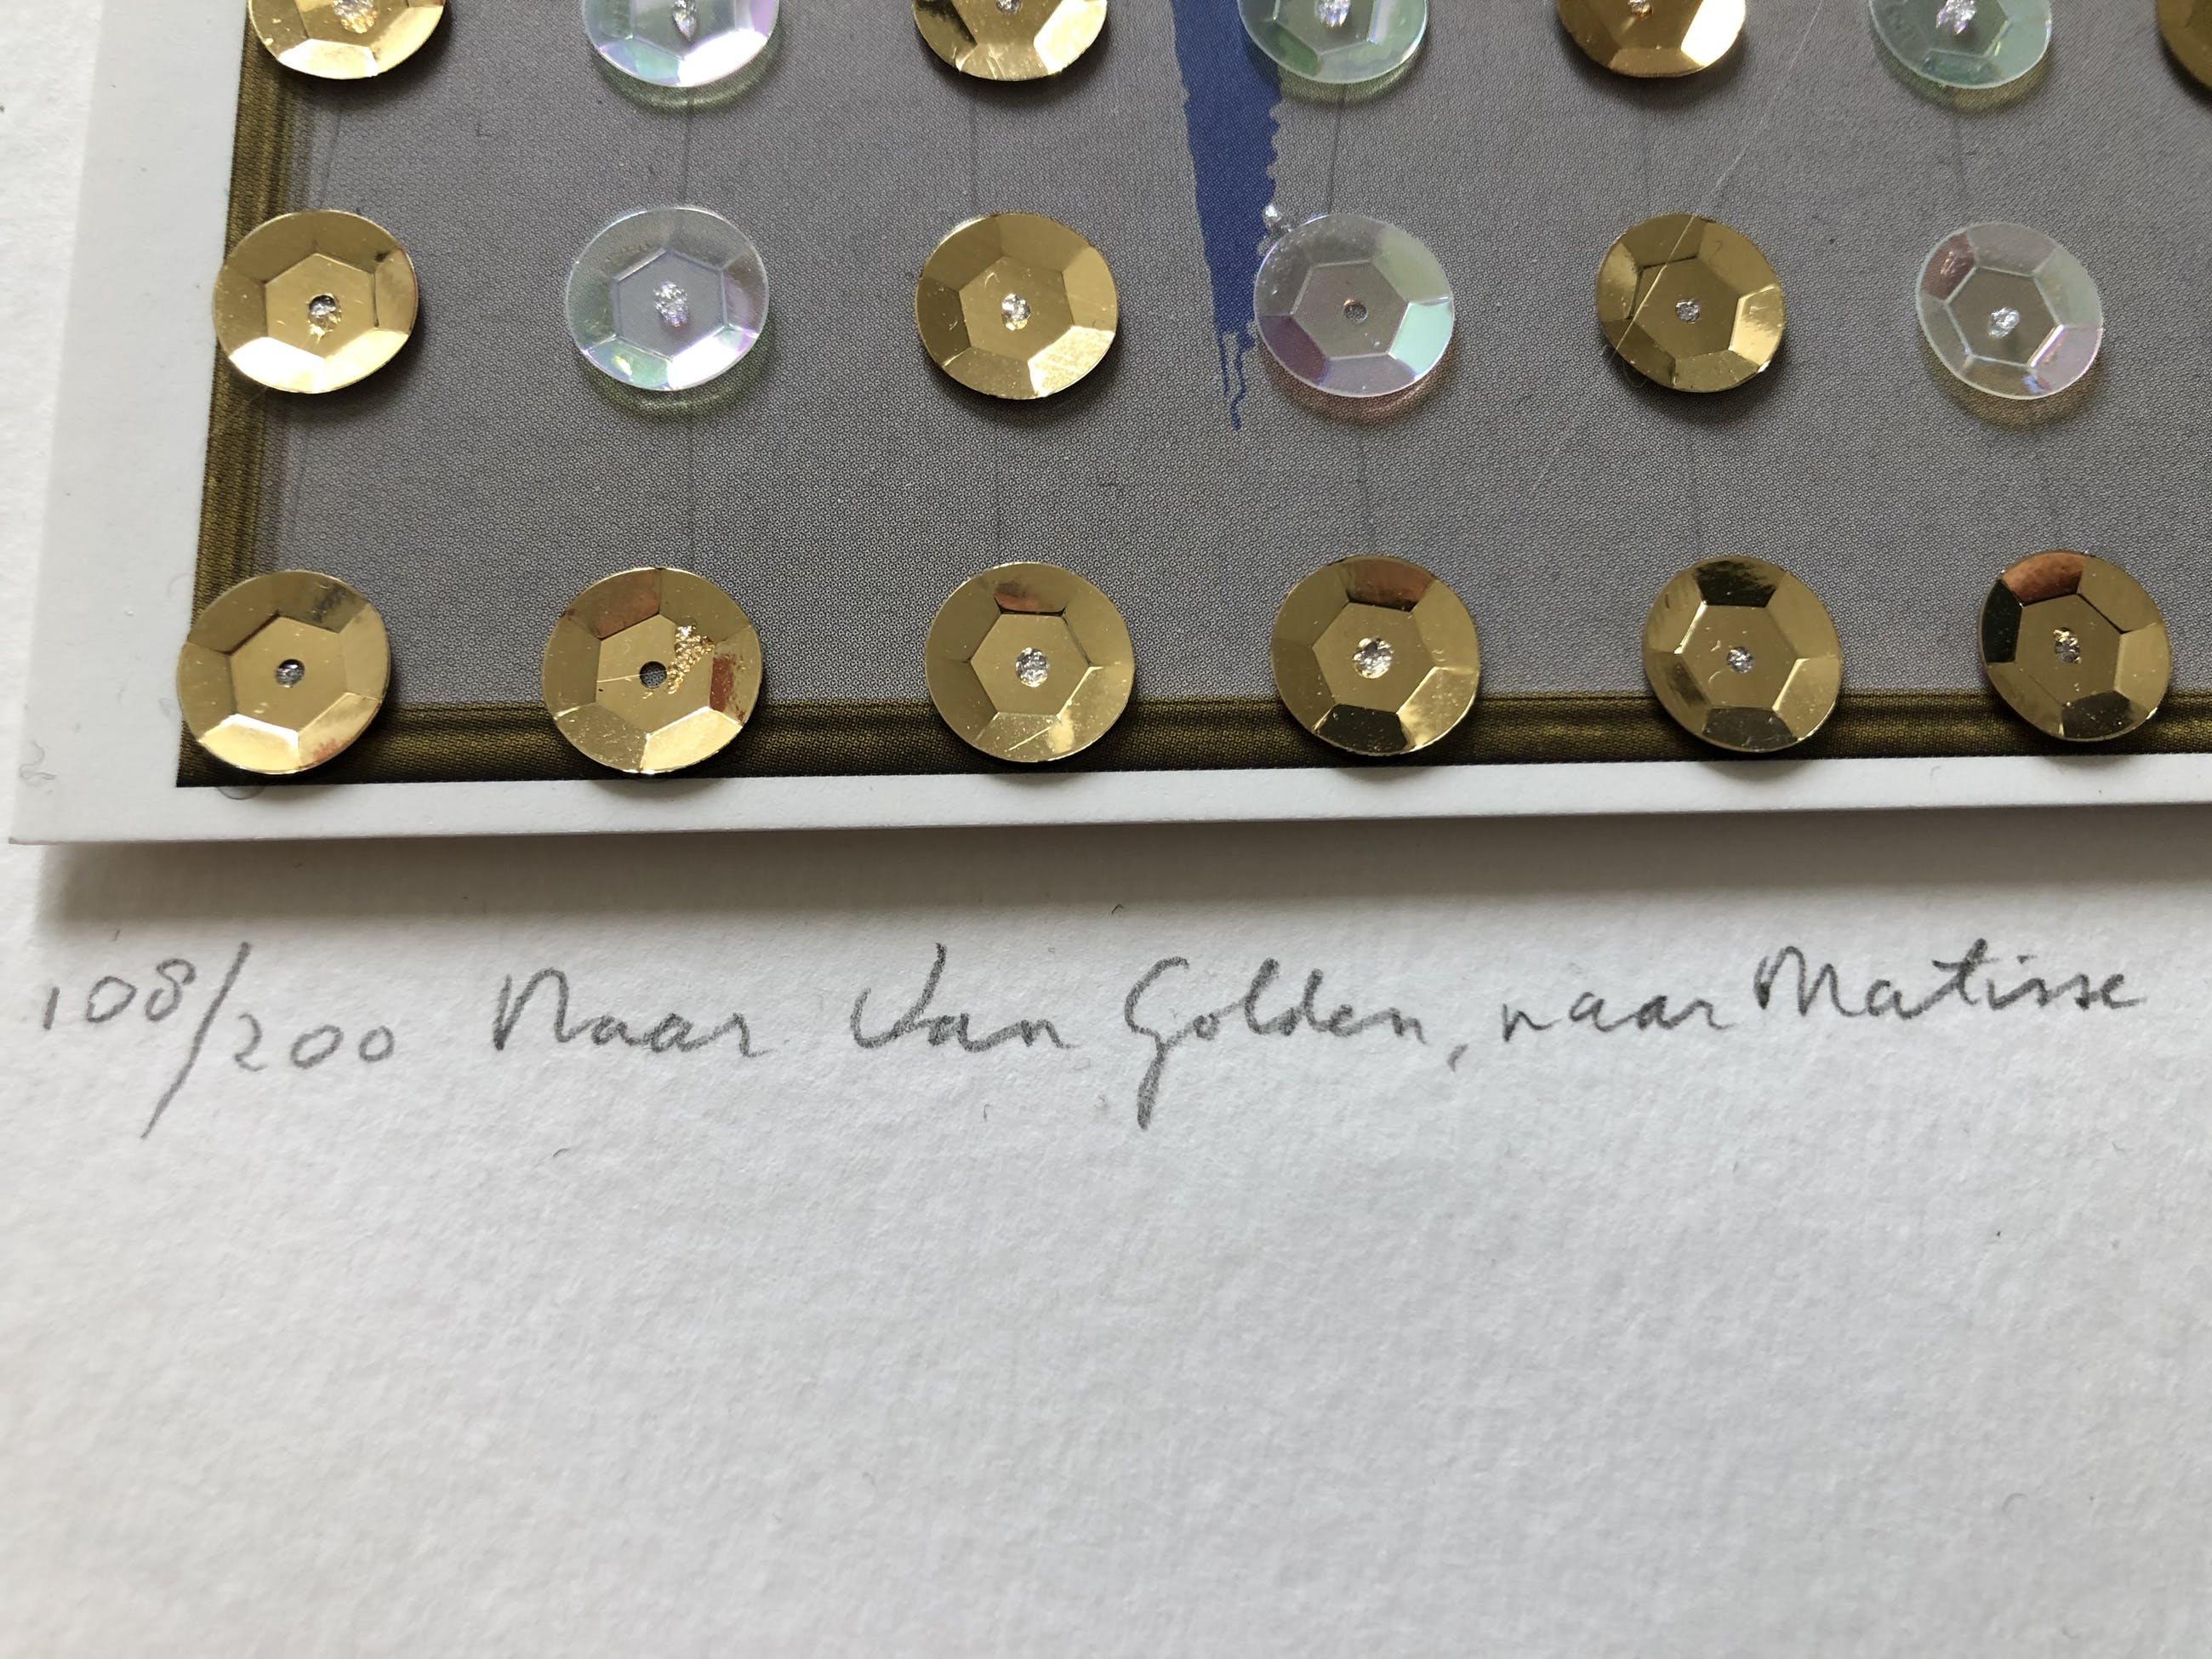 108/200 Naar Van Golden, naar Matisse